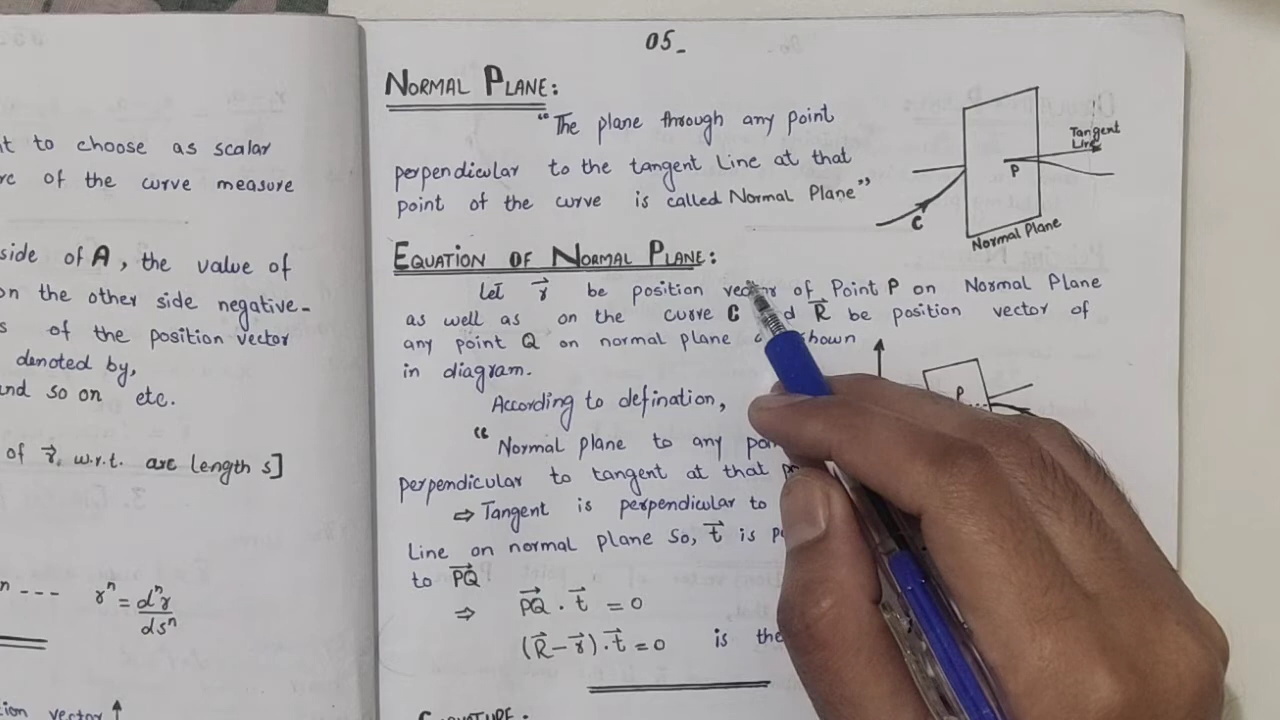 nt to choose as scalar
re of the curve measure
side of A, the value of
on the other side negative-
s of the position vector
denoted by,
and so on etc.
of r⃗, w.r.t. arc length s]
n --- rⁿ = dⁿr
dsⁿ
tion vector
05_
NORMAL PLANE:
"The plane through any point
perpendicular to the tangent Line at that
point of the curve is called Normal Plane"
Tangent
Line
P
C
Normal Plane
EQUATION OF NORMAL PLANE:
Let r⃗ be position vector of Point P on Normal Plane
as well as on the curve C R⃗ be position vector of
any point Q on normal plane shown
in diagram.
P
According to defination,
"Normal plane to any
perpendicular to tangent at that
⇒ Tangent is perpendicular to
Line on normal plane so, t⃗ is
to PQ⃗
⇒ PQ⃗ . t⃗ = 0
(R⃗ - r⃗) . t⃗ = 0 is the